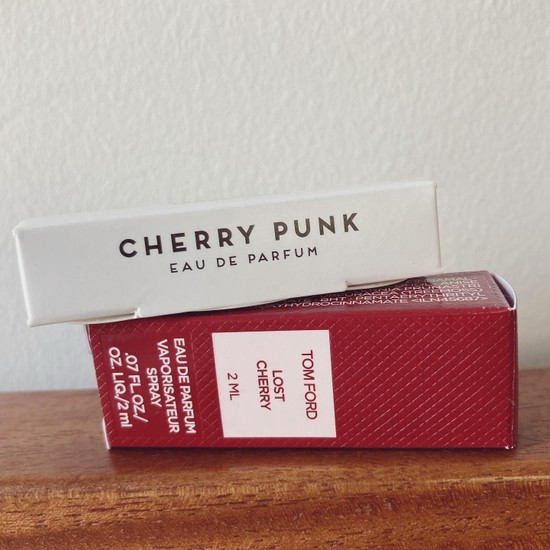 CHERRY PUNK
EAU DE PARFUM
EAU DE PARFUM
VAPORISATEUR
SPRAY
.07 FL. OZ./
OZ. LIQ./2 ml
TOM FORD
LOST
CHERRY
2 ML